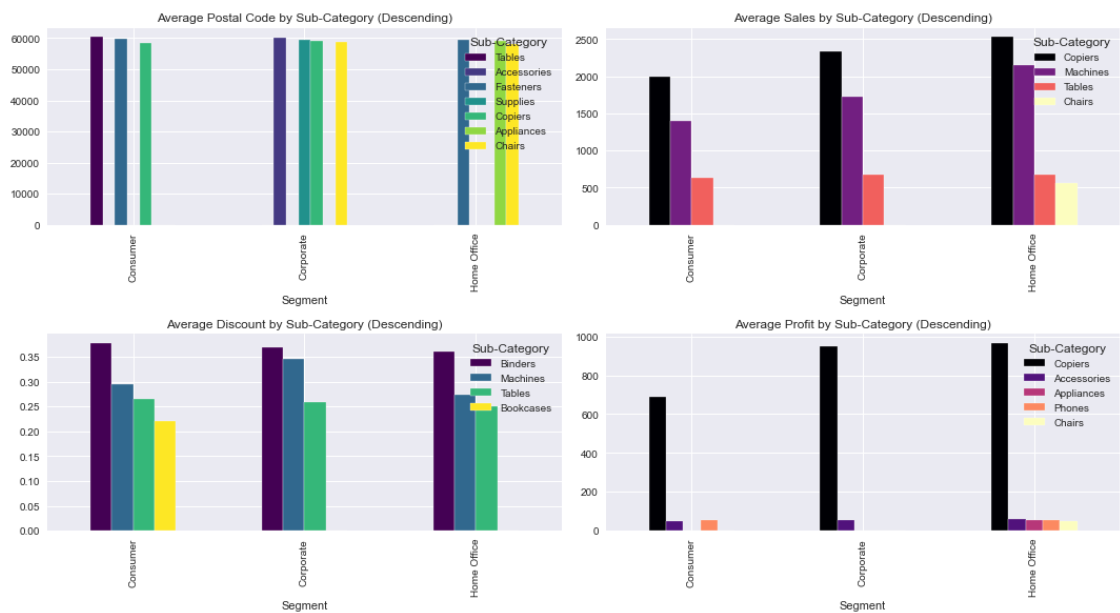 Average Postal Code by Sub-Category (Descending)
60000
50000
40000
30000
20000
10000
0
Sub-Category
Tables
Accessories
Fasteners
Supplies
Copiers
Appliances
Chairs
Consumer
Corporate
Home Office
Segment
Average Sales by Sub-Category (Descending)
2500
2000
1500
1000
500
0
Sub-Category
Copiers
Machines
Tables
Chairs
Consumer
Corporate
Home Office
Segment
Average Discount by Sub-Category (Descending)
0.35
0.30
0.25
0.20
0.15
0.10
0.05
0.00
Sub-Category
Binders
Machines
Tables
Bookcases
Consumer
Corporate
Home Office
Segment
Average Profit by Sub-Category (Descending)
1000
800
600
400
200
0
Sub-Category
Copiers
Accessories
Appliances
Phones
Chairs
Consumer
Corporate
Home Office
Segment